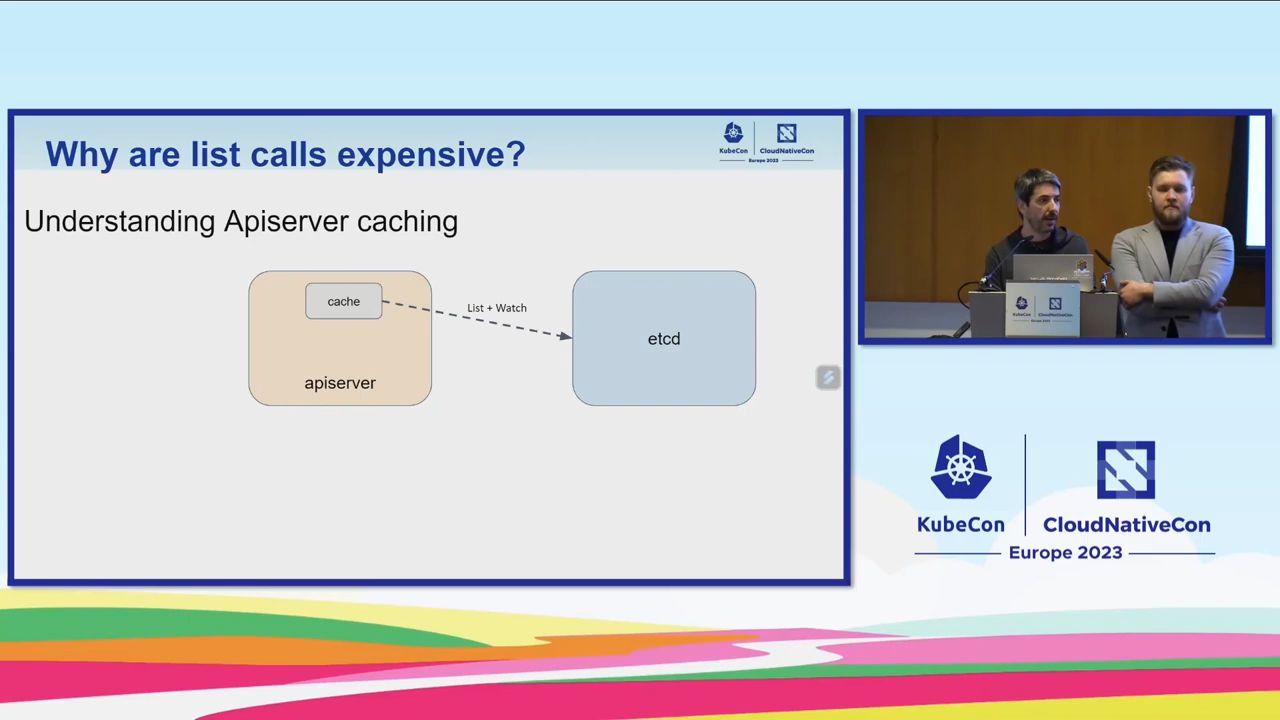 Why are list calls expensive?
KubeCon
CloudNativeCon
Europe 2023
Understanding Apiserver caching
cache
List + Watch
etcd
apiserver
KubeCon
CloudNativeCon
Europe 2023